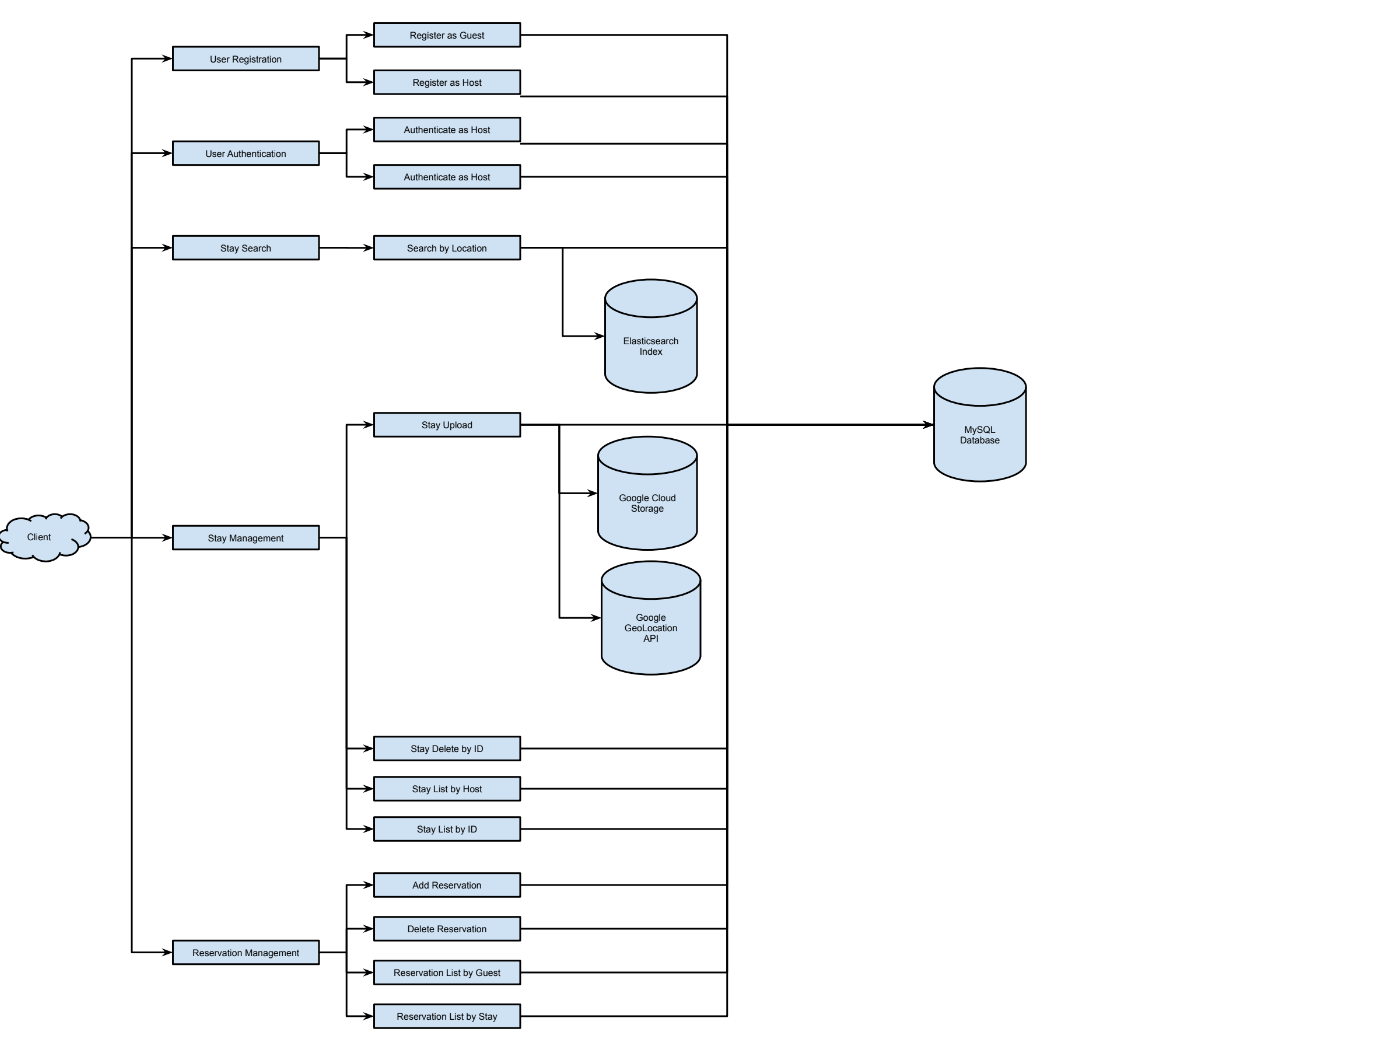 Register as Guest
User Registration
Register as Host
Authenticate as Host
User Authentication
Authenticate as Host
Stay Search
Search by Location
Elasticsearch
Index
Stay Upload
MySQL
Database
Google Cloud
Storage
Client
Stay Management
Google
GeoLocation
API
Stay Delete by ID
Stay List by Host
Stay List by ID
Add Reservation
Delete Reservation
Reservation Management
Reservation List by Guest
Reservation List by Stay